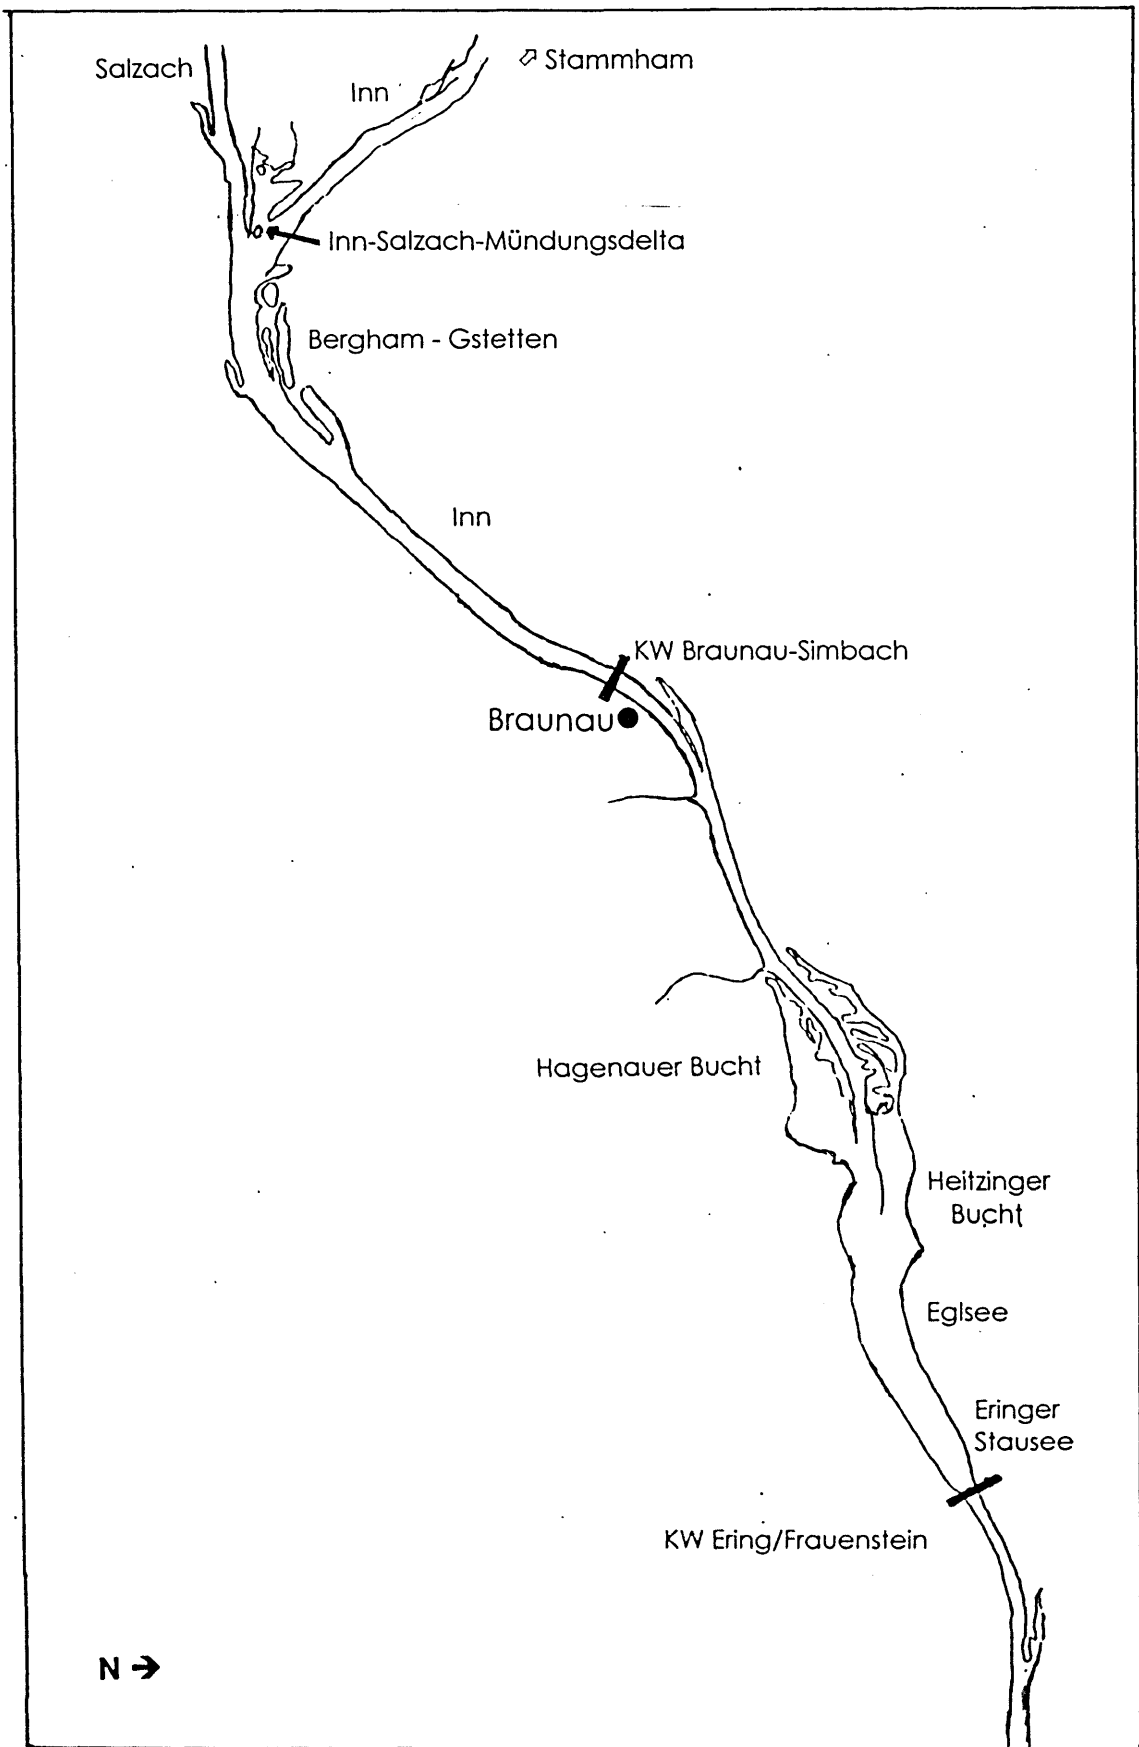 Salzach
Stammham
Inn
Inn-Salzach-Mündungsdelta
Bergham - Gstetten
Inn
KW Braunau-Simbach
Braunau
Hagenauer Bucht
Heitzinger
Bucht
Eglsee
Eringer
Stausee
KW Ering/Frauenstein
N